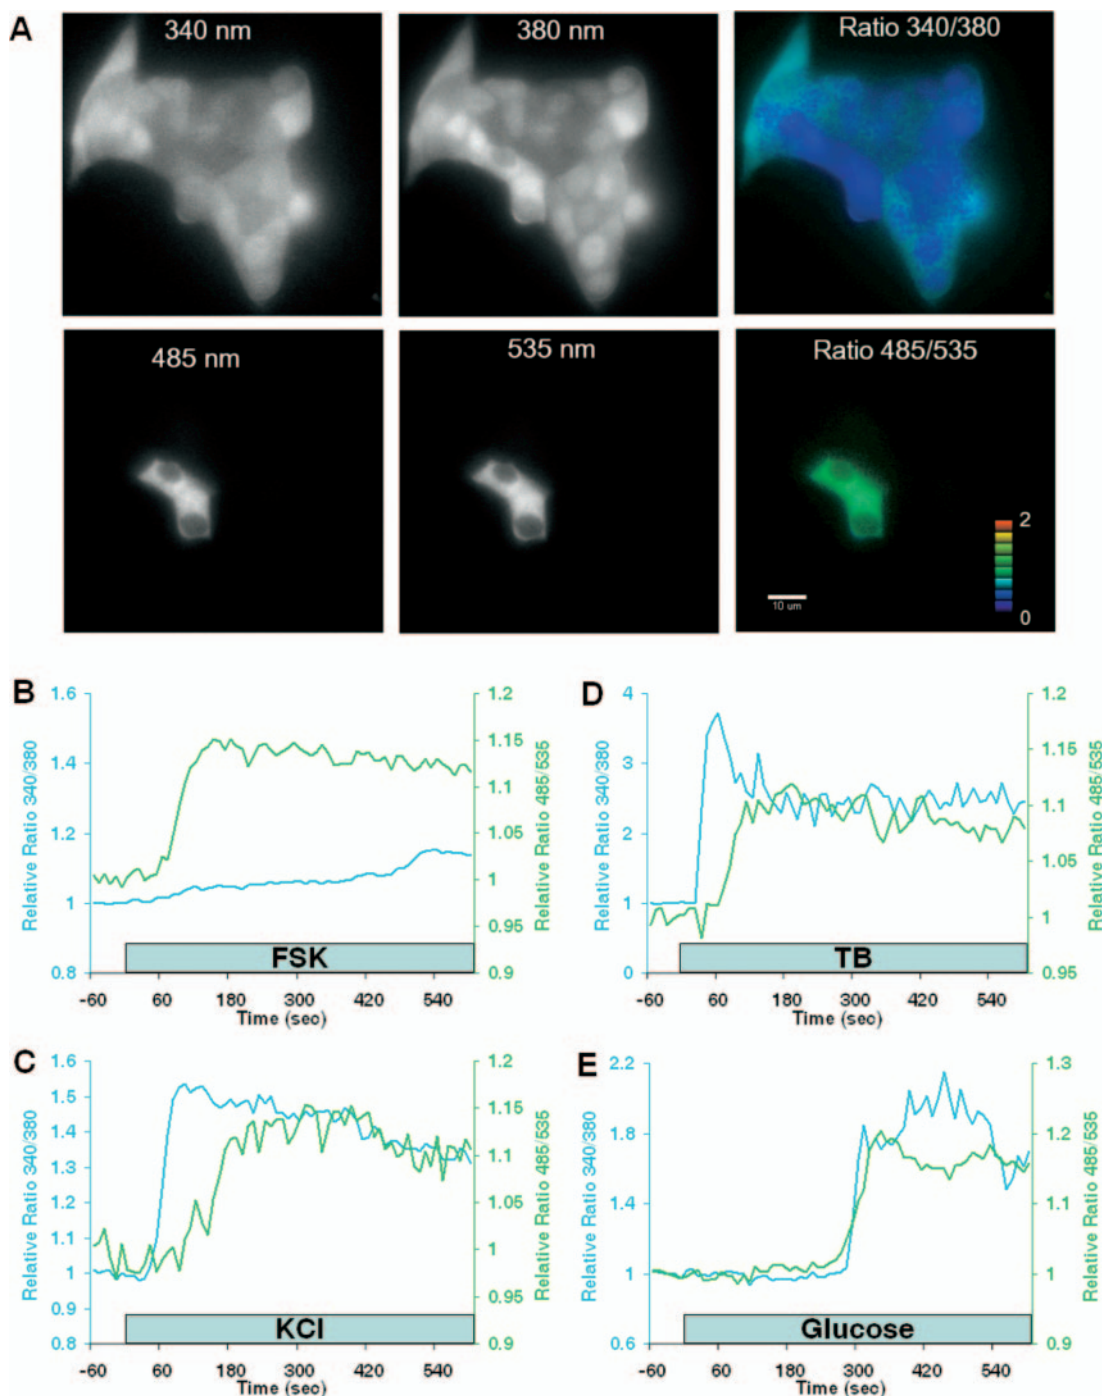 A
340 nm
380 nm
Ratio 340/380
485 nm
535 nm
Ratio 485/535
2
0
10 um
B
1.6
1.4
1.2
1
0.8
Relative Ratio 340/380
1.2
1.15
1.1
1.05
1
0.95
0.9
Relative Ratio 485/535
FSK
-60 60 180 300 420 540
Time (sec)
D
4
3
2
1
0
Relative Ratio 340/380
1.2
1.15
1.1
1.05
1
0.95
Relative Ratio 485/535
TB
-60 60 180 300 420 540
Time (sec)
C
1.6
1.5
1.4
1.3
1.2
1.1
1
0.9
0.8
Relative Ratio 340/380
1.2
1.15
1.1
1.05
1
0.95
0.9
Relative Ratio 485/535
KCl
-60 60 180 300 420 540
Time (sec)
E
2.2
1.8
1.4
1
0.6
Relative Ratio 340/380
1.3
1.2
1.1
1
0.9
Relative Ratio 485/535
Glucose
-60 60 180 300 420 540
Time (sec)